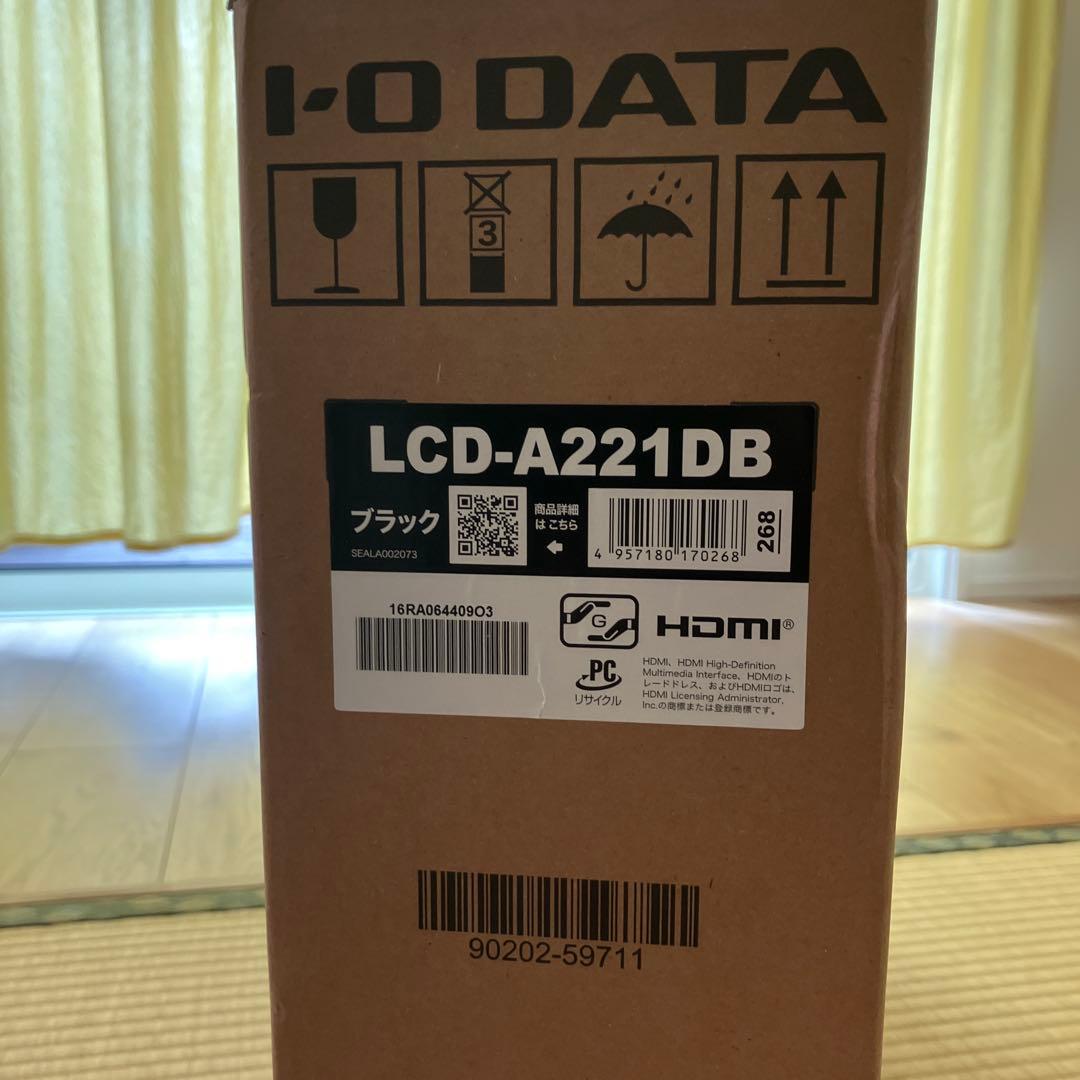 I-O DATA
3
LCD-A221DB
ブラック
商品詳細
はこちら
SEALA002073
4 957180 170268
268
16RA064409O3
G
HDMI®
PC
リサイクル
HDMI、HDMI High-Definition
Multimedia Interface、HDMIのト
レードドレス、およびHDMIロゴは、
HDMI Licensing Administrator,
Inc.の商標または登録商標です。
90202-59711